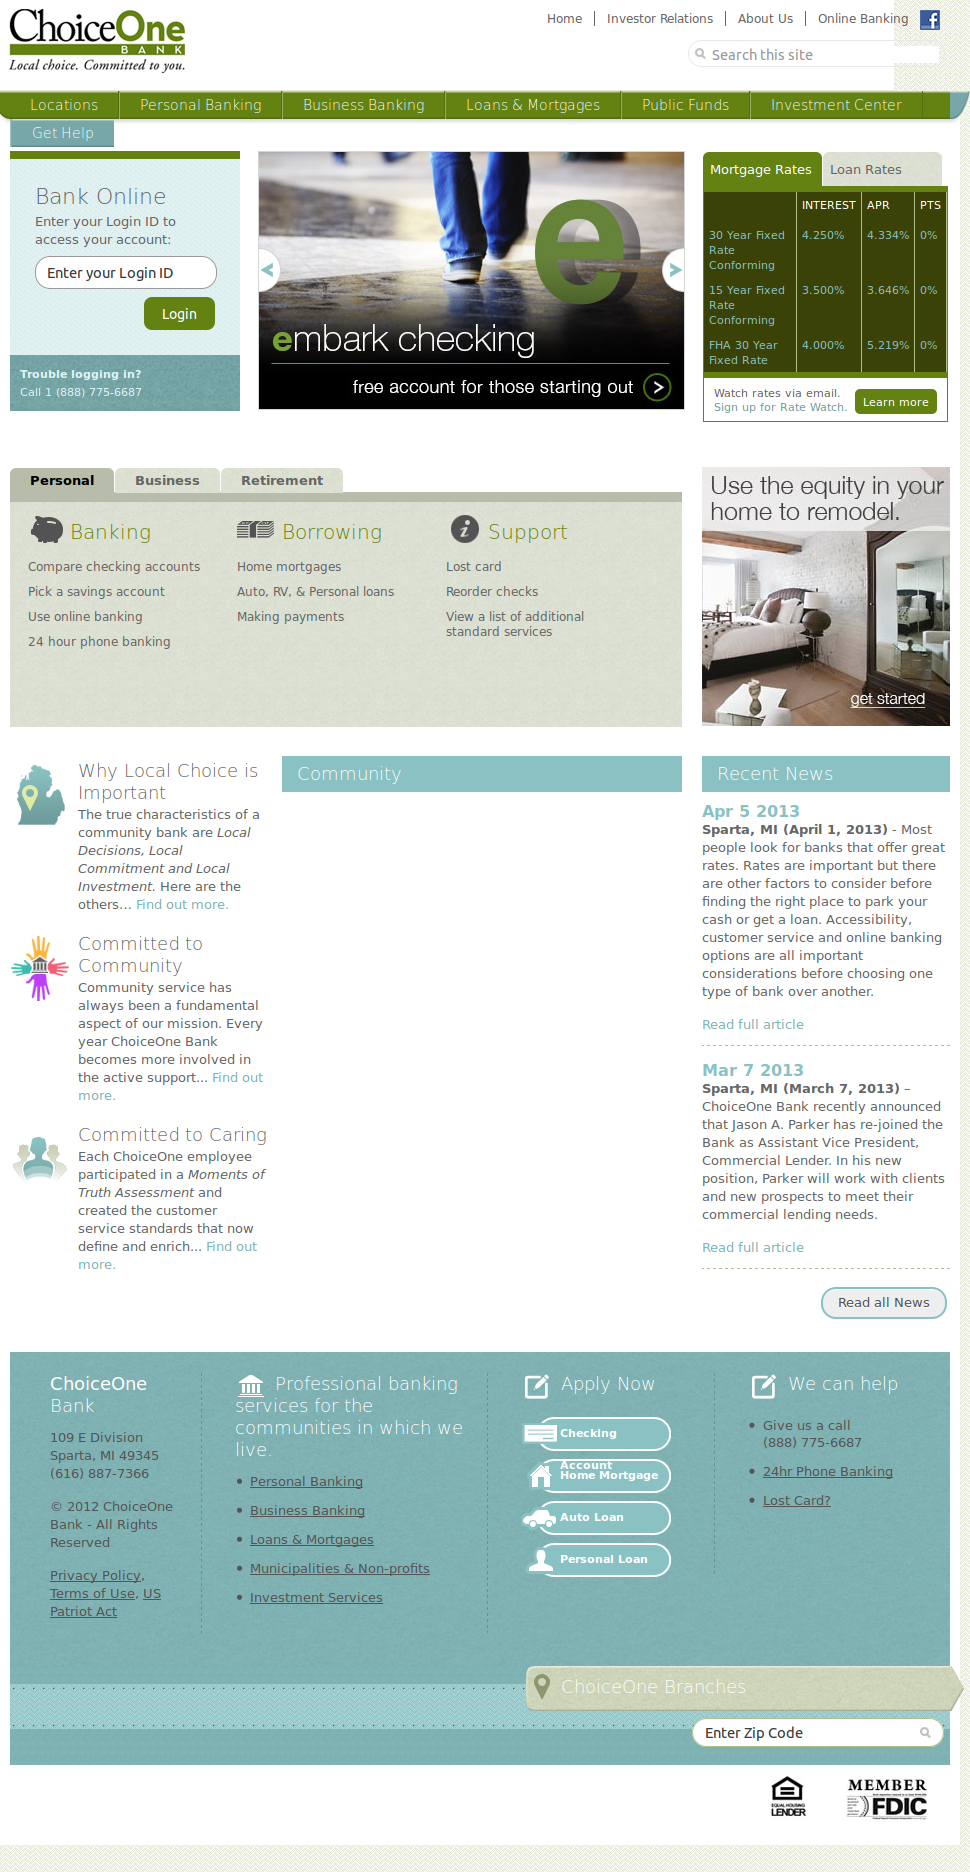 ChoiceOne
BANK
Local choice. Committed to you.
Home
Investor Relations
About Us
Online Banking
Search this site
Locations
Personal Banking
Business Banking
Loans & Mortgages
Public Funds
Investment Center
Get Help
Bank Online
Enter your Login ID to
access your account:
Enter your Login ID
Login
Trouble logging in?
Call 1 (888) 775-6687
e
embark checking
free account for those starting out
Mortgage Rates
Loan Rates
INTEREST APR PTS
30 Year Fixed 4.250% 4.334% 0%
Rate
Conforming
15 Year Fixed 3.500% 3.646% 0%
Rate
Conforming
FHA 30 Year 4.000% 5.219% 0%
Fixed Rate
Watch rates via email.
Sign up for Rate Watch.
Learn more
Personal
Business
Retirement
Banking
Compare checking accounts
Pick a savings account
Use online banking
24 hour phone banking
Borrowing
Home mortgages
Auto, RV, & Personal loans
Making payments
Support
Lost card
Reorder checks
View a list of additional
standard services
Use the equity in your
home to remodel.
get started
Why Local Choice is
Important
The true characteristics of a
community bank are Local
Decisions, Local
Commitment and Local
Investment. Here are the
others... Find out more.
Committed to
Community
Community service has
always been a fundamental
aspect of our mission. Every
year ChoiceOne Bank
becomes more involved in
the active support... Find out
more.
Committed to Caring
Each ChoiceOne employee
participated in a Moments of
Truth Assessment and
created the customer
service standards that now
define and enrich... Find out
more.
Community
Recent News
Apr 5 2013
Sparta, MI (April 1, 2013) - Most
people look for banks that offer great
rates. Rates are important but there
are other factors to consider before
finding the right place to park your
cash or get a loan. Accessibility,
customer service and online banking
options are all important
considerations before choosing one
type of bank over another.
Read full article
Mar 7 2013
Sparta, MI (March 7, 2013) –
ChoiceOne Bank recently announced
that Jason A. Parker has re-joined the
Bank as Assistant Vice President,
Commercial Lender. In his new
position, Parker will work with clients
and new prospects to meet their
commercial lending needs.
Read full article
Read all News
ChoiceOne
Bank
109 E Division
Sparta, MI 49345
(616) 887-7366
© 2012 ChoiceOne
Bank - All Rights
Reserved
Privacy Policy,
Terms of Use, US
Patriot Act
Professional banking
services for the
communities in which we
live.
Personal Banking
Business Banking
Loans & Mortgages
Municipalities & Non-profits
Investment Services
Apply Now
Checking
Account
Home Mortgage
Auto Loan
Personal Loan
We can help
Give us a call
(888) 775-6687
24hr Phone Banking
Lost Card?
ChoiceOne Branches
Enter Zip Code
EQUAL HOUSING
LENDER
MEMBER
FDIC